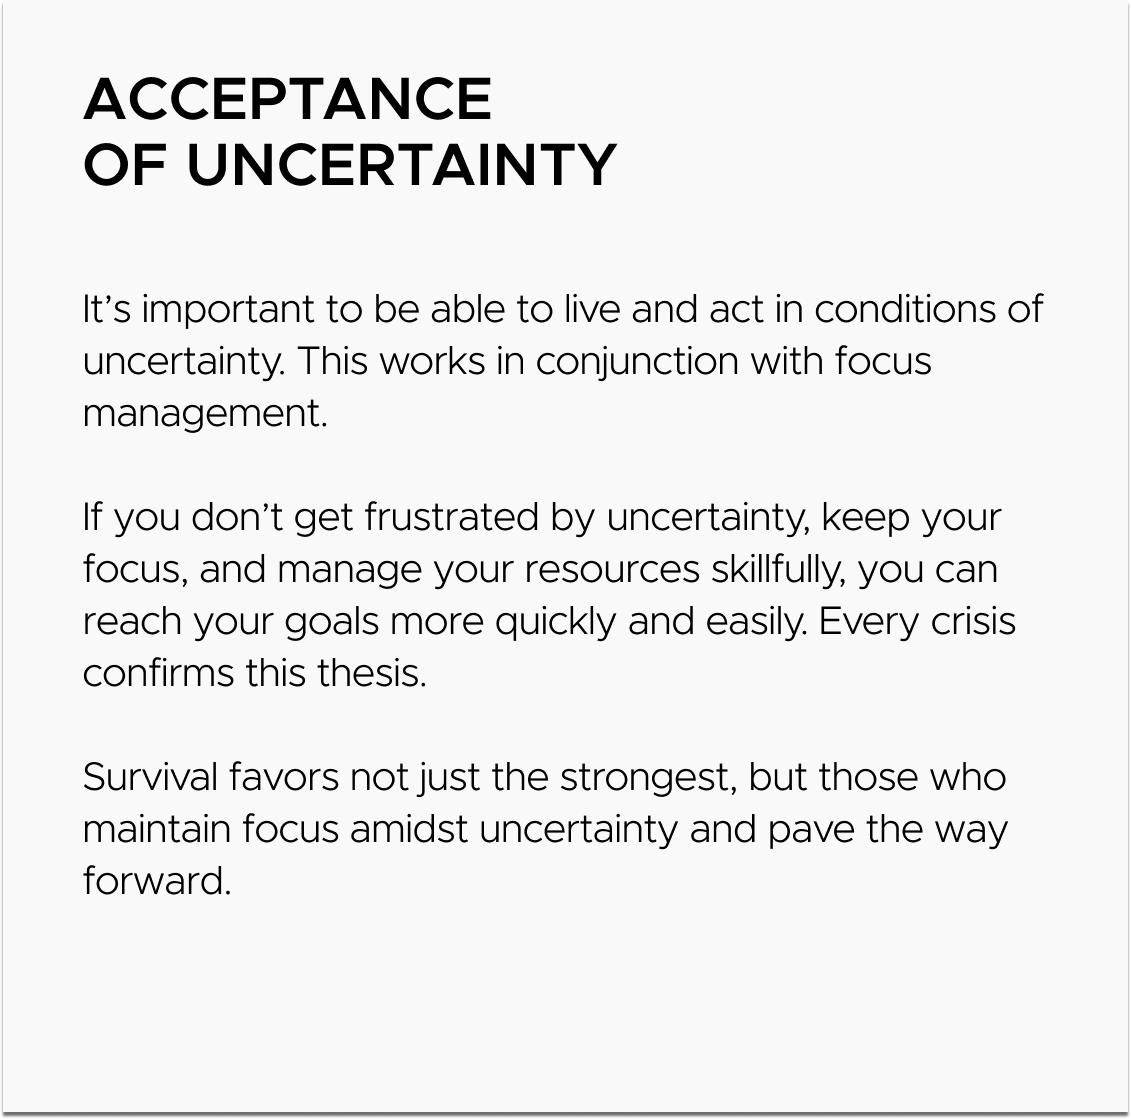 ACCEPTANCE
OF UNCERTAINTY
It’s important to be able to live and act in conditions of
uncertainty. This works in conjunction with focus
management.
If you don’t get frustrated by uncertainty, keep your
focus, and manage your resources skillfully, you can
reach your goals more quickly and easily. Every crisis
confirms this thesis.
Survival favors not just the strongest, but those who
maintain focus amidst uncertainty and pave the way
forward.